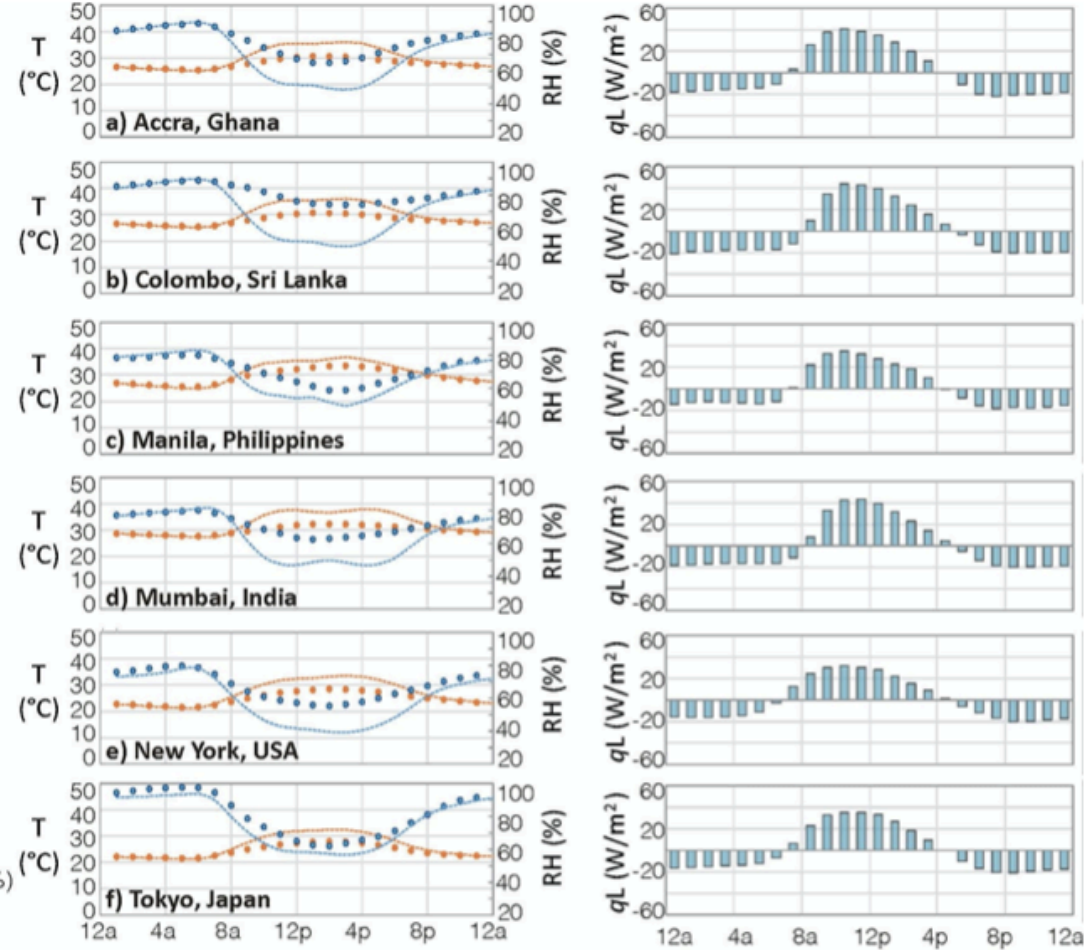 50 100 60
T 40 80 RH (%) qL (W/m²) 20
(°C) 30 60 -20
20 40
10 20 -60
0
a) Accra, Ghana
50 100 60
T 40 80 RH (%) qL (W/m²) 20
(°C) 30 60 -20
20 40
10 20 -60
0
b) Colombo, Sri Lanka
50 100 60
T 40 80 RH (%) qL (W/m²) 20
(°C) 30 60 -20
20 40
10 20 -60
0
c) Manila, Philippines
50 100 60
T 40 80 RH (%) qL (W/m²) 20
(°C) 30 60 -20
20 40
10 20 -60
0
d) Mumbai, India
50 100 60
T 40 80 RH (%) qL (W/m²) 20
(°C) 30 60 -20
20 40
10 20 -60
0
e) New York, USA
50 100 60
T 40 80 RH (%) qL (W/m²) 20
(°C) 30 60 -20
20 40
10 20 -60
0
%)
f) Tokyo, Japan
12a 4a 8a 12p 4p 8p 12a 12a 4a 8a 12p 4p 8p 12a